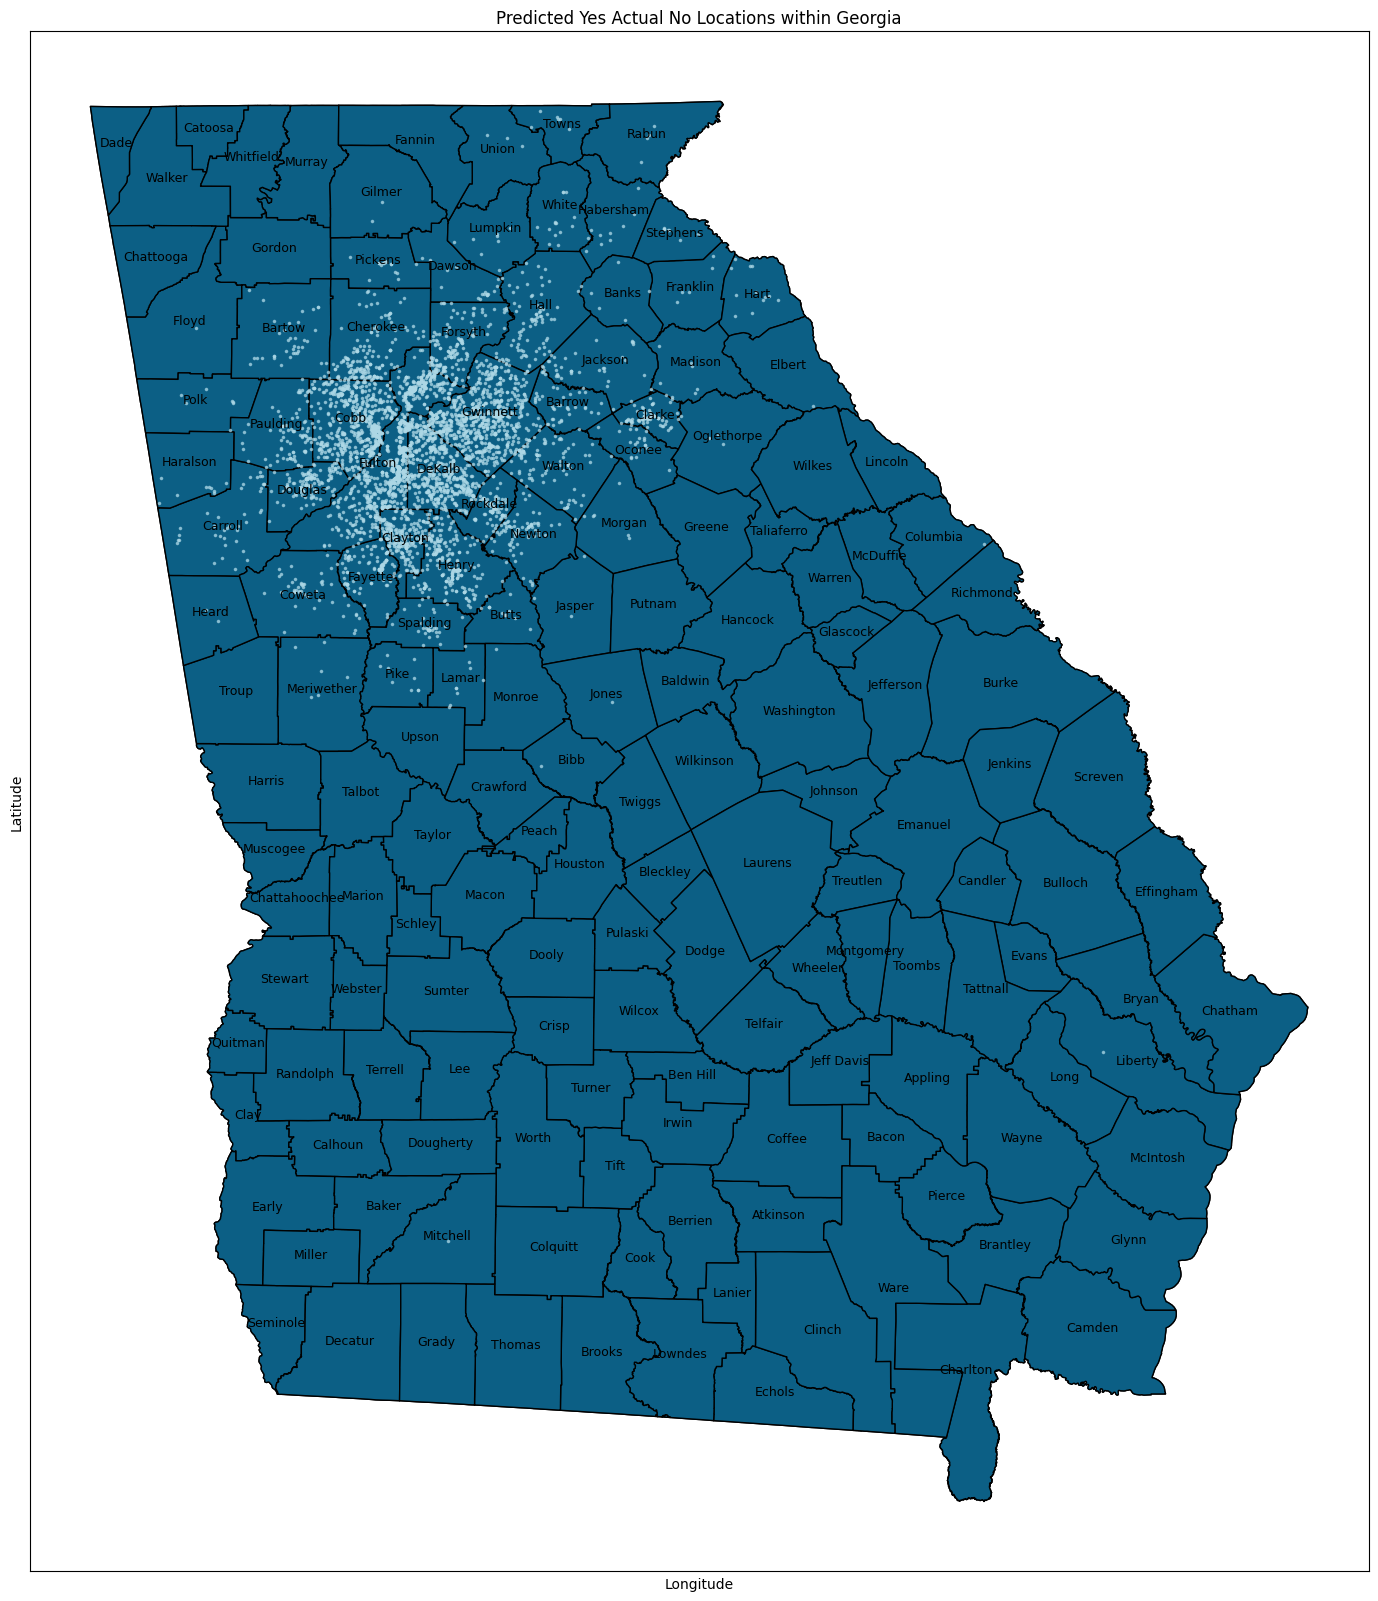 Predicted Yes Actual No Locations within Georgia
Towns
Catoosa
Rabun
Fannin
Dade
Union
Whitfield
Murray
Walker
Gilmer
White
Habersham
Lumpkin
Stephens
Gordon
Chattooga
Pickens
Dawson
Franklin
Banks
Hart
Hall
Floyd
Bartow
Cherokee
Forsyth
Jackson
Madison
Elbert
Polk
Barrow
Gwinnett
Clarke
Cobb
Paulding
Oglethorpe
Oconee
Haralson
Fulton
DeKalb
Walton
Wilkes
Lincoln
Douglas
Rockdale
Carroll
Morgan
Greene
Taliaferro
Newton
Clayton
Columbia
McDuffie
Henry
Fayette
Warren
Coweta
Richmond
Heard
Jasper
Putnam
Butts
Spalding
Hancock
Glascock
Pike
Lamar
Baldwin
Burke
Jefferson
Troup
Meriwether
Monroe
Jones
Washington
Upson
Bibb
Wilkinson
Jenkins
Screven
Harris
Crawford
Talbot
Johnson
Twiggs
Emanuel
Peach
Taylor
Muscogee
Houston
Laurens
Bleckley
Treutlen
Candler
Bulloch
Effingham
Chattahoochee
Marion
Macon
Schley
Pulaski
Dooly
Dodge
Montgomery
Evans
Wheeler
Toombs
Stewart
Webster
Sumter
Tattnall
Bryan
Chatham
Wilcox
Crisp
Telfair
Quitman
Jeff Davis
Liberty
Randolph
Terrell
Lee
Ben Hill
Long
Appling
Turner
Clay
Irwin
Calhoun
Dougherty
Worth
Coffee
Bacon
Wayne
McIntosh
Tift
Early
Baker
Pierce
Atkinson
Berrien
Mitchell
Glynn
Brantley
Colquitt
Miller
Cook
Ware
Lanier
Seminole
Decatur
Grady
Thomas
Brooks
Lowndes
Clinch
Camden
Charlton
Echols
Latitude
Longitude